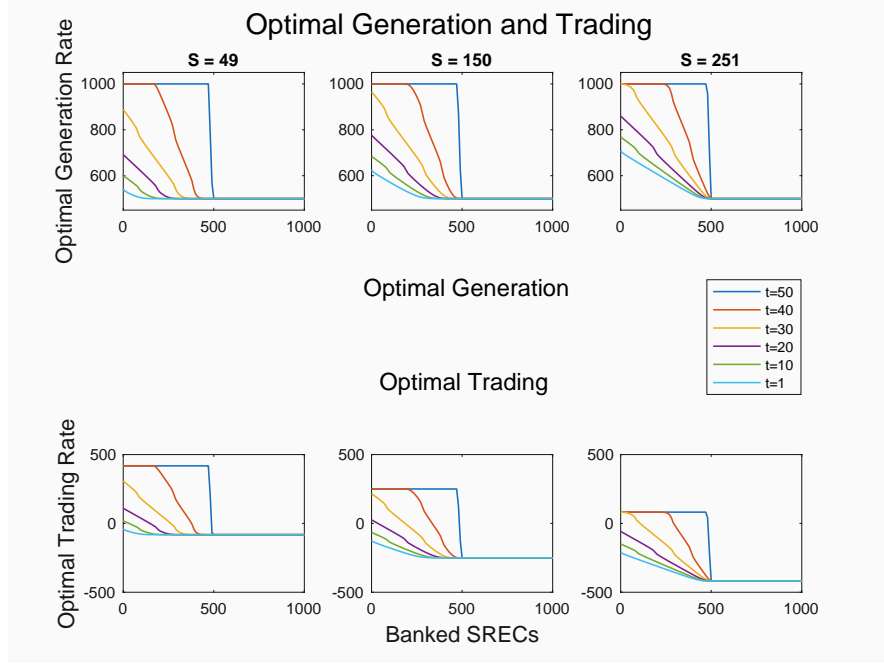 Optimal Generation and Trading
S = 49
S = 150
S = 251
Optimal Generation Rate
1000
800
600
0
500
1000
1000
800
600
0
500
1000
1000
800
600
0
500
1000
Optimal Generation
t=50
t=40
t=30
t=20
t=10
t=1
Optimal Trading
Optimal Trading Rate
500
0
-500
0
500
1000
500
0
-500
0
500
1000
500
0
-500
0
500
1000
Banked SRECs